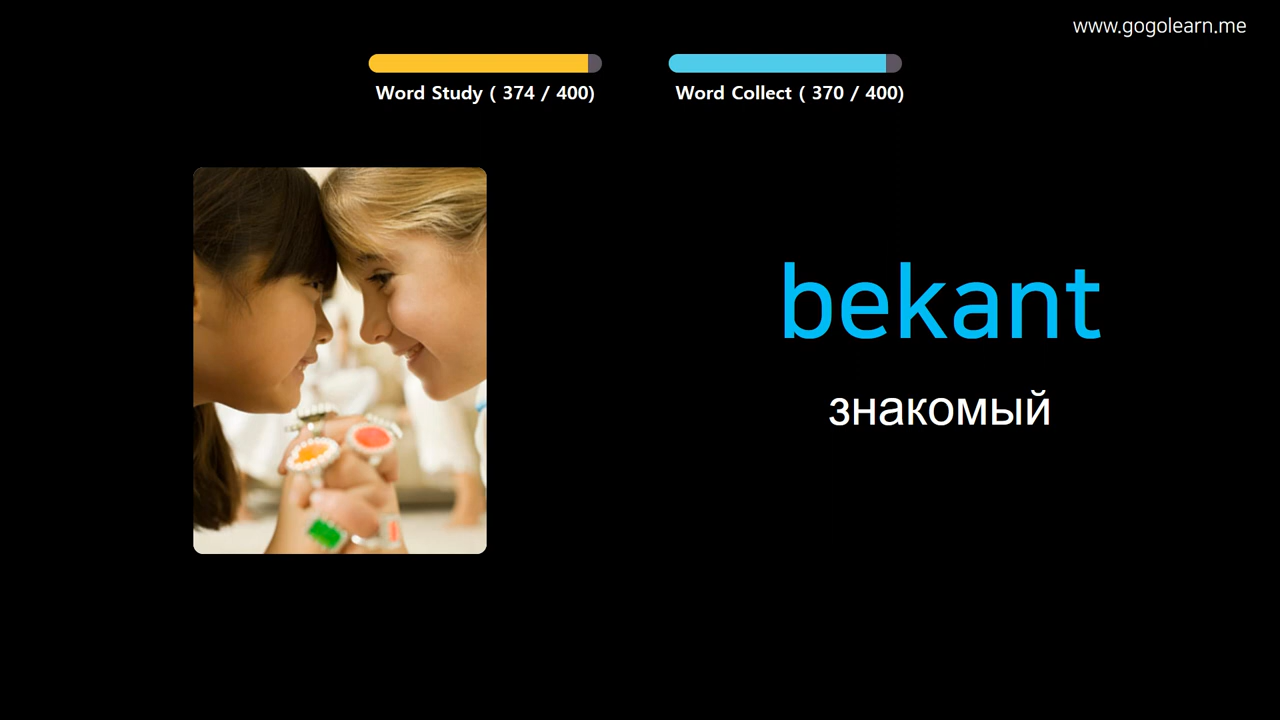 www.gogolearn.me
Word Study ( 374 / 400)
Word Collect ( 370 / 400)
bekant
знакомый